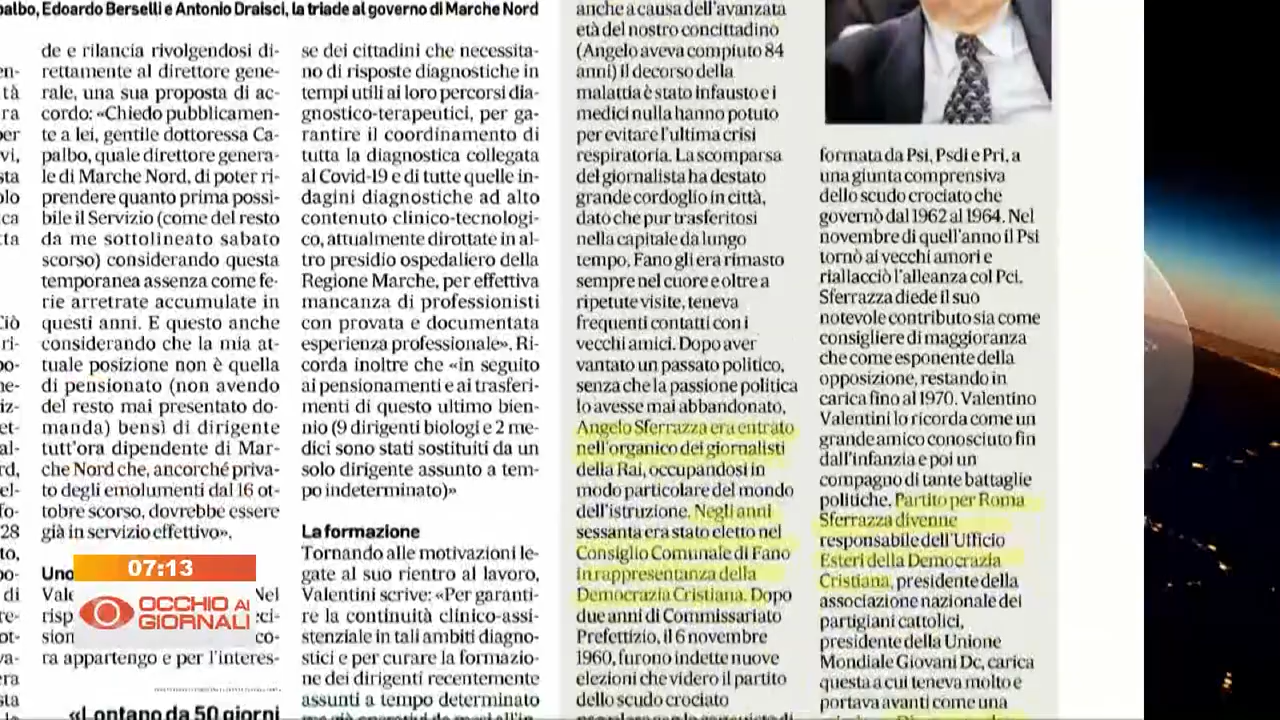 palbo, Edoardo Berselli e Antonio Draisci, la triade al governo di Marche Nord
de e rilancia rivolgendosi di-
rettamente al direttore gene-
rale, una sua proposta di ac-
cordo: «Chiedo pubblicamen-
te a lei, gentile dottoressa Ca-
palbo, quale direttore genera-
le di Marche Nord, di poter ri-
prendere quanto prima possi-
bile il Servizio (come del resto
da me sottolineato sabato
scorso) considerando questa
temporanea assenza come fe-
rie arretrate accumulate in
questi anni. E questo anche
considerando che la mia at-
tuale posizione non è quella
di pensionato (non avendo
del resto mai presentato do-
manda) bensì di dirigente
tutt'ora dipendente di Mar-
che Nord che, ancorché priva-
to degli emolumenti dal 16 ot-
tobre scorso, dovrebbe essere
già in servizio effettivo».
07:13
OCCHIO AI
GIORNALI
ra appartengo e per l'interes-
«Lontano da 50 giorni
se dei cittadini che necessita-
no di risposte diagnostiche in
tempi utili ai loro percorsi dia-
gnostico-terapeutici, per ga-
rantire il coordinamento di
tutta la diagnostica collegata
al Covid-19 e di tutte quelle in-
dagini diagnostiche ad alto
contenuto clinico-tecnologi-
co, attualmente dirottate in al-
tro presidio ospedaliero della
Regione Marche, per effettiva
mancanza di professionisti
con provata e documentata
esperienza professionale». Ri-
corda inoltre che «in seguito
ai pensionamenti e ai trasferi-
menti di questo ultimo bien-
nio (9 dirigenti biologi e 2 me-
dici sono stati sostituiti da un
solo dirigente assunto a tem-
po indeterminato)»
La formazione
Tornando alle motivazioni le-
gate al suo rientro al lavoro,
Valentini scrive: «Per garanti-
re la continuità clinico-assi-
stenziale in tali ambiti diagno-
stici e per curare la formazio-
ne dei dirigenti recentemente
assunti a tempo determinato
anche a causa dell'avanzata
età del nostro concittadino
(Angelo aveva compiuto 84
anni) il decorso della
malattia è stato infausto e i
medici nulla hanno potuto
per evitare l'ultima crisi
respiratoria. La scomparsa
del giornalista ha destato
grande cordoglio in città,
dato che pur trasferitosi
nella capitale da lungo
tempo, Fano gli era rimasto
sempre nel cuore e oltre a
ripetute visite, teneva
frequenti contatti con i
vecchi amici. Dopo aver
vantato un passato politico,
senza che la passione politica
lo avesse mai abbandonato,
Angelo Sferrazza era entrato
nell'organico dei giornalisti
della Rai, occupandosi in
modo particolare del mondo
dell'istruzione. Negli anni
sessanta era stato eletto nel
Consiglio Comunale di Fano
in rappresentanza della
Democrazia Cristiana. Dopo
due anni di Commissariato
Prefettizio, il 6 novembre
1960, furono indette nuove
elezioni che videro il partito
dello scudo crociato
formata da Psi, Psdi e Pri, a
una giunta comprensiva
dello scudo crociato che
governò dal 1962 al 1964. Nel
novembre di quell'anno il Psi
tornò ai vecchi amori e
riallacciò l'alleanza col Pci.
Sferrazza diede il suo
notevole contributo sia come
consigliere di maggioranza
che come esponente della
opposizione, restando in
carica fino al 1970. Valentino
Valentini lo ricorda come un
grande amico conosciuto fin
dall'infanzia e poi un
compagno di tante battaglie
politiche. Partito per Roma
Sferrazza divenne
responsabile dell'Ufficio
Esteri della Democrazia
Cristiana, presidente della
associazione nazionale dei
partigiani cattolici,
presidente della Unione
Mondiale Giovani Dc, carica
questa a cui teneva molto e
portava avanti come una